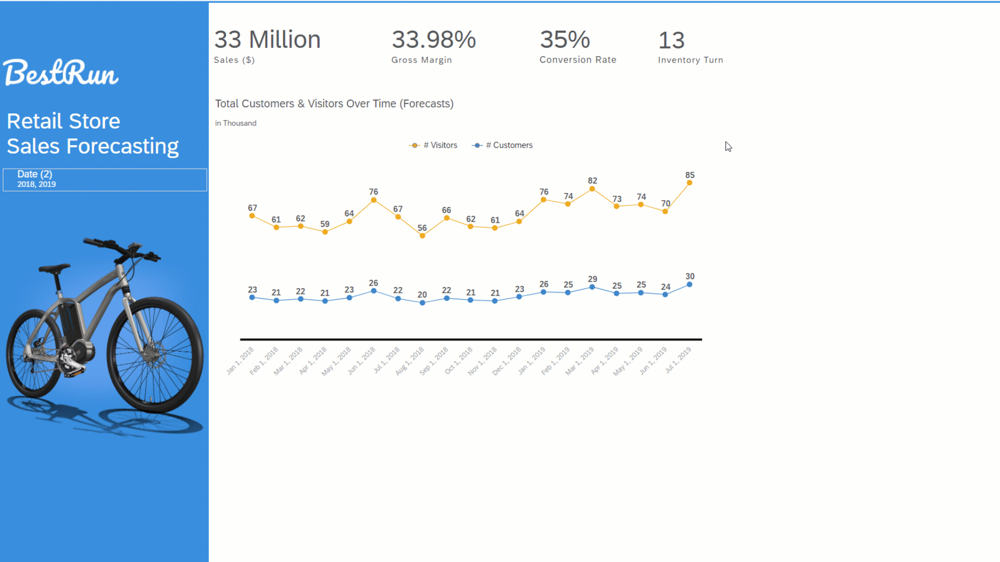 BestRun
Retail Store
Sales Forecasting
Date (2)
2018, 2019
33 Million
Sales ($)
33.98%
Gross Margin
35%
Conversion Rate
13
Inventory Turn
Total Customers & Visitors Over Time (Forecasts)
in Thousand
# Visitors # Customers
67 61 62 59 64 76 67 56 66 62 61 64 76 74 82 73 74 70 85
23 21 22 21 23 26 22 20 22 21 21 23 26 25 29 25 25 24 30
Jan 1, 2018
Feb 1, 2018
Mar 1, 2018
Apr 1, 2018
May 1, 2018
Jun 1, 2018
Jul 1, 2018
Aug 1, 2018
Sep 1, 2018
Oct 1, 2018
Nov 1, 2018
Dec 1, 2018
Jan 1, 2019
Feb 1, 2019
Mar 1, 2019
Apr 1, 2019
May 1, 2019
Jun 1, 2019
Jul 1, 2019